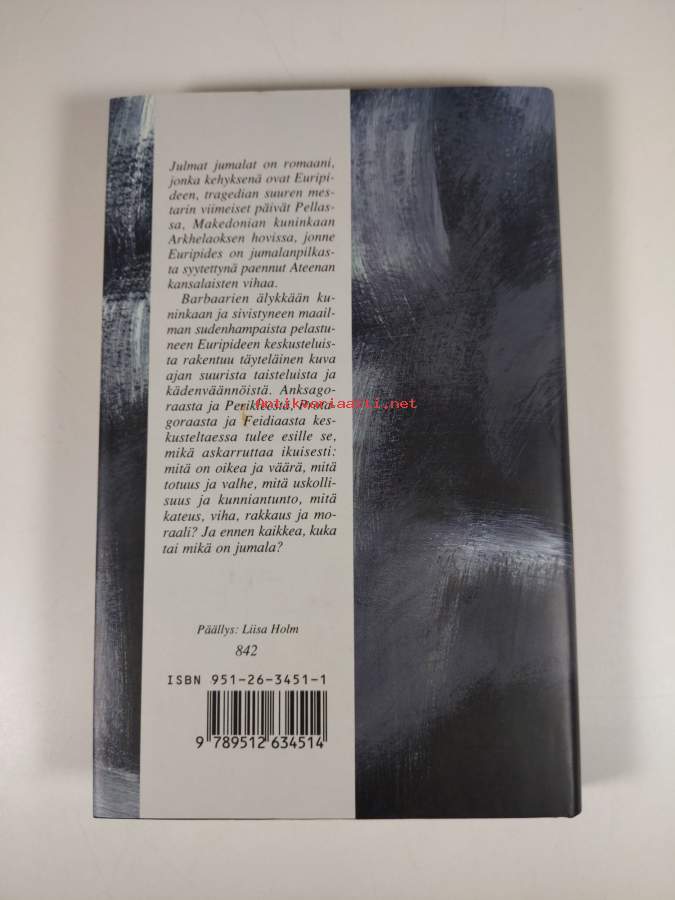 Julmat jumalat on romaani,
jonka kehyksenä ovat Euripi-
deen, tragedian suuren mes-
tarin viimeiset päivät Pellas-
sa, Makedonian kuninkaan
Arkhelaoksen hovissa, jonne
Euripides on jumalanpilkas-
ta syytettynä paennut Ateenan
kansalaisten vihaa.
Barbaarien älykkään ku-
ninkaan ja sivistyneen maail-
man sudenhampaista pelastu-
neen Euripideen keskusteluis-
ta rakentuu täyteläinen kuva
ajan suurista taisteluista ja
kädenväännöistä. Anksago-
raasta ja Perikleestä, Prota-
goraasta ja Feidiaasta kes-
kusteltaessa tulee esille se,
mikä askarruttaa ikuisesti:
mitä on oikea ja väärä, mitä
totuus ja valhe, mitä uskolli-
suus ja kunniantunto, mitä
kateus, viha, rakkaus ja mo-
raali? Ja ennen kaikkea, kuka
tai mikä on jumala?
Antikvariaatti.net
Päällys: Liisa Holm
842
ISBN 951-26-3451-1
9 789512 634514